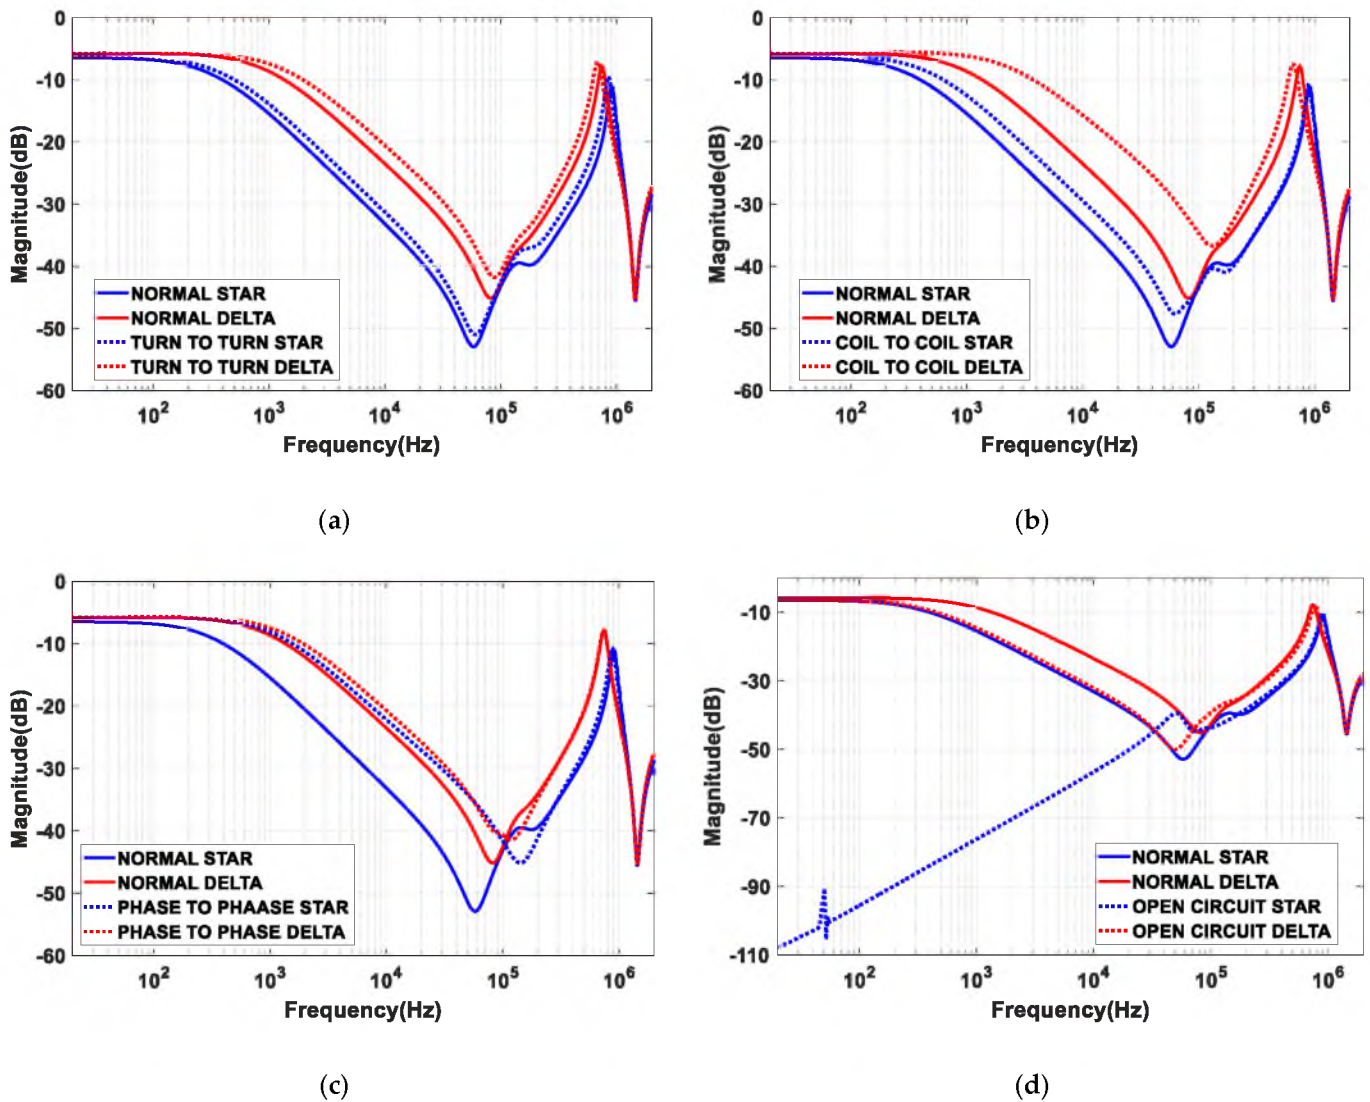 0
-10
-20
-30
-40
-50
-60
Magnitude(dB)
NORMAL STAR
NORMAL DELTA
TURN TO TURN STAR
TURN TO TURN DELTA
10² 10³ 10⁴ 10⁵ 10⁶
Frequency(Hz)
(a)
0
-10
-20
-30
-40
-50
-60
Magnitude(dB)
NORMAL STAR
NORMAL DELTA
COIL TO COIL STAR
COIL TO COIL DELTA
10² 10³ 10⁴ 10⁵ 10⁶
Frequency(Hz)
(b)
0
-10
-20
-30
-40
-50
-60
Magnitude(dB)
NORMAL STAR
NORMAL DELTA
PHASE TO PHAASE STAR
PHASE TO PHASE DELTA
10² 10³ 10⁴ 10⁵ 10⁶
Frequency(Hz)
(c)
-10
-30
-50
-70
-90
-110
Magnitude(dB)
NORMAL STAR
NORMAL DELTA
OPEN CIRCUIT STAR
OPEN CIRCUIT DELTA
10² 10³ 10⁴ 10⁵ 10⁶
Frequency(Hz)
(d)